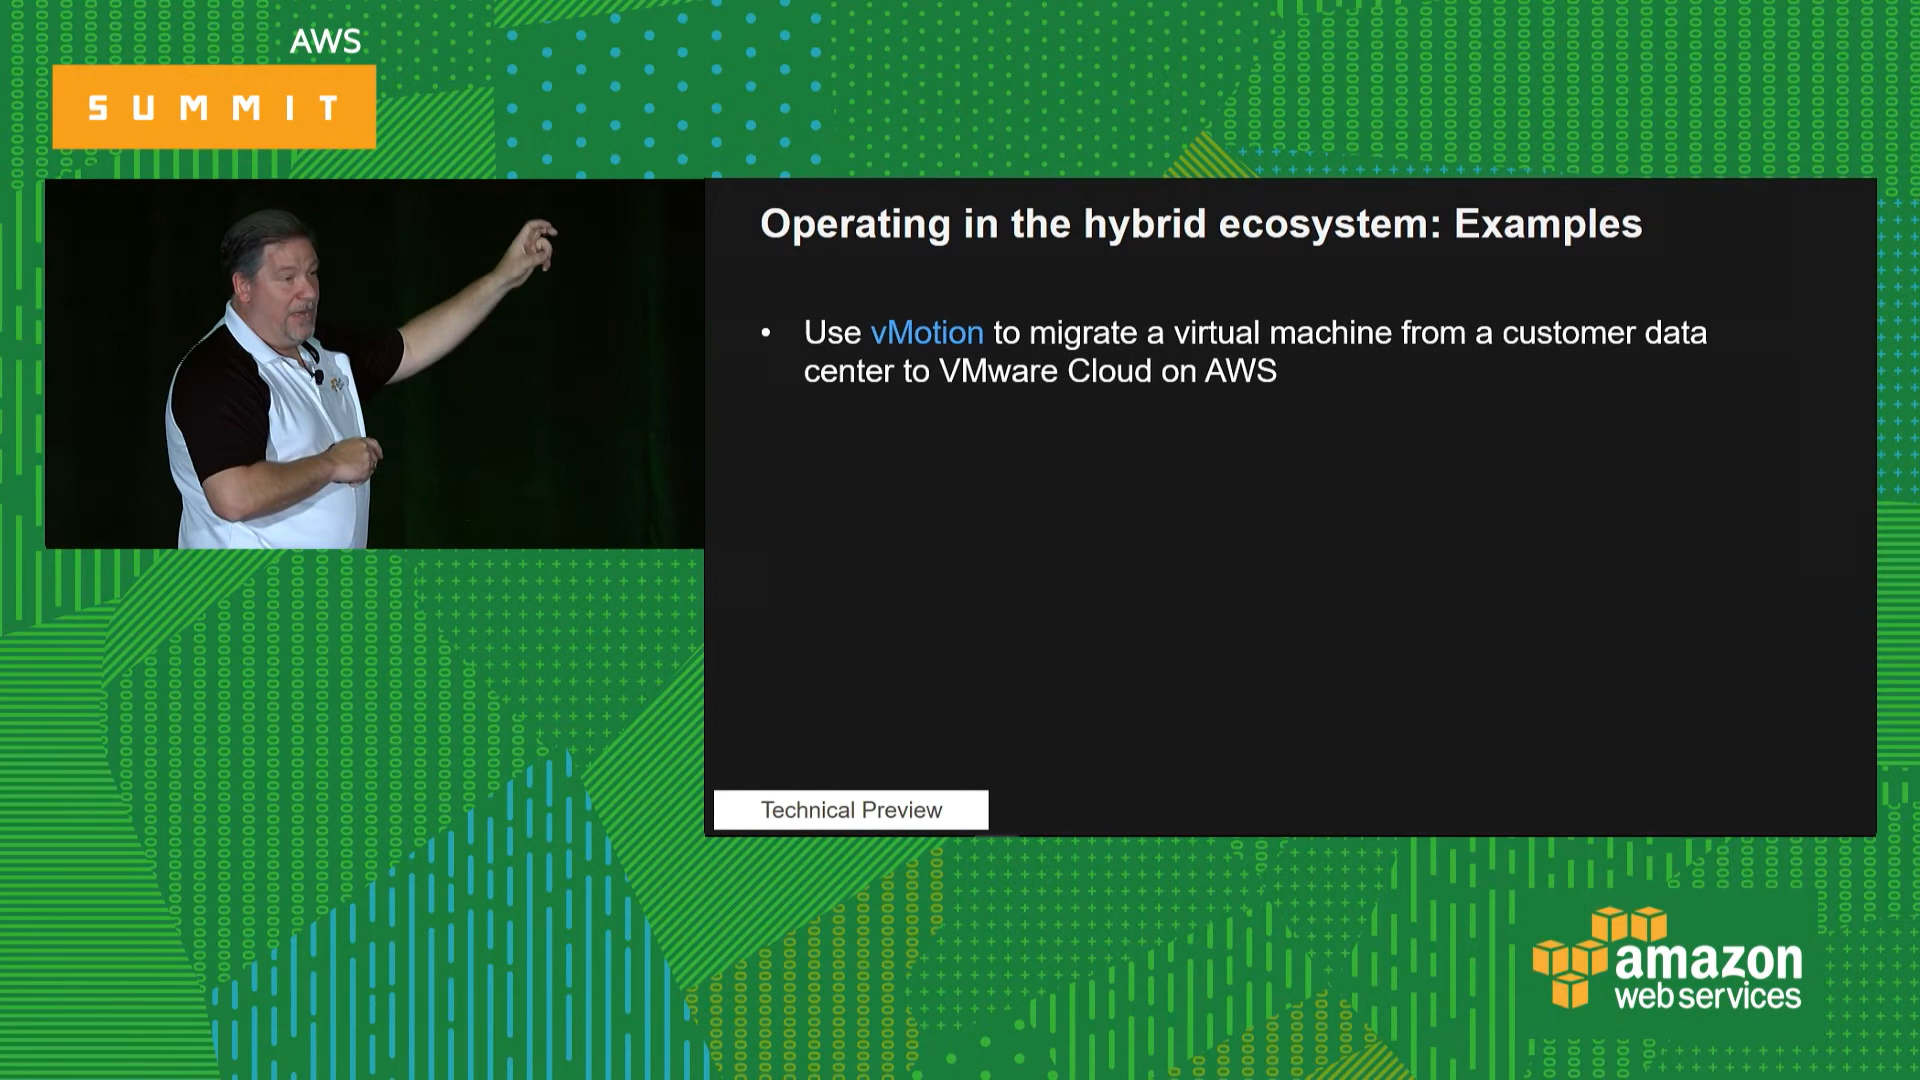 AWS
SUMMIT
Operating in the hybrid ecosystem: Examples
• Use vMotion to migrate a virtual machine from a customer data
center to VMware Cloud on AWS
Technical Preview
amazon
web services